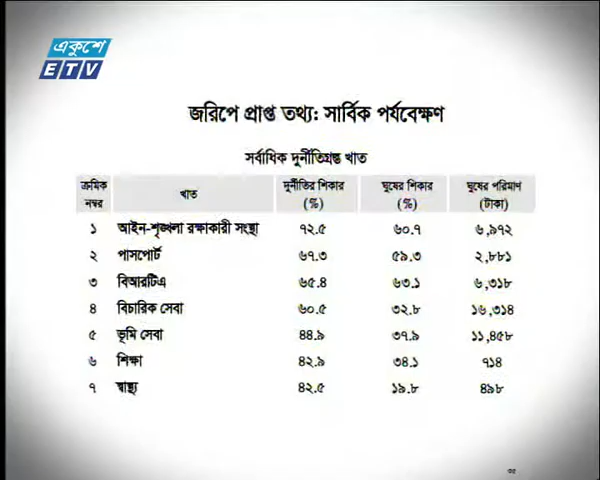 একুশে
ETV
জরিপে প্রাপ্ত তথ্য: সার্বিক পর্যবেক্ষণ
সর্বাধিক দুর্নীতিগ্রস্ত খাত
ক্রমিক নম্বর খাত দুর্নীতির শিকার (%) ঘুষের শিকার (%) ঘুষের পরিমাণ (টাকা)
১ আইন-শৃঙ্খলা রক্ষাকারী সংস্থা ৭২.৫ ৬০.৭ ৬,৯৭২
২ পাসপোর্ট ৬৭.৩ ৫৯.৩ ২,৮৮১
৩ বিআরটিএ ৬৫.৪ ৬৩.১ ৬,৩১৮
৪ বিচারিক সেবা ৬০.৫ ৩২.৮ ১৬,৩১৪
৫ ভূমি সেবা ৪৪.৯ ৩৭.৯ ১১,৪৫৮
৬ শিক্ষা ৪২.৯ ৩৪.১ ৭১৪
৭ স্বাস্থ্য ৪২.৫ ১৯.৮ ৪৯৮
৩৫